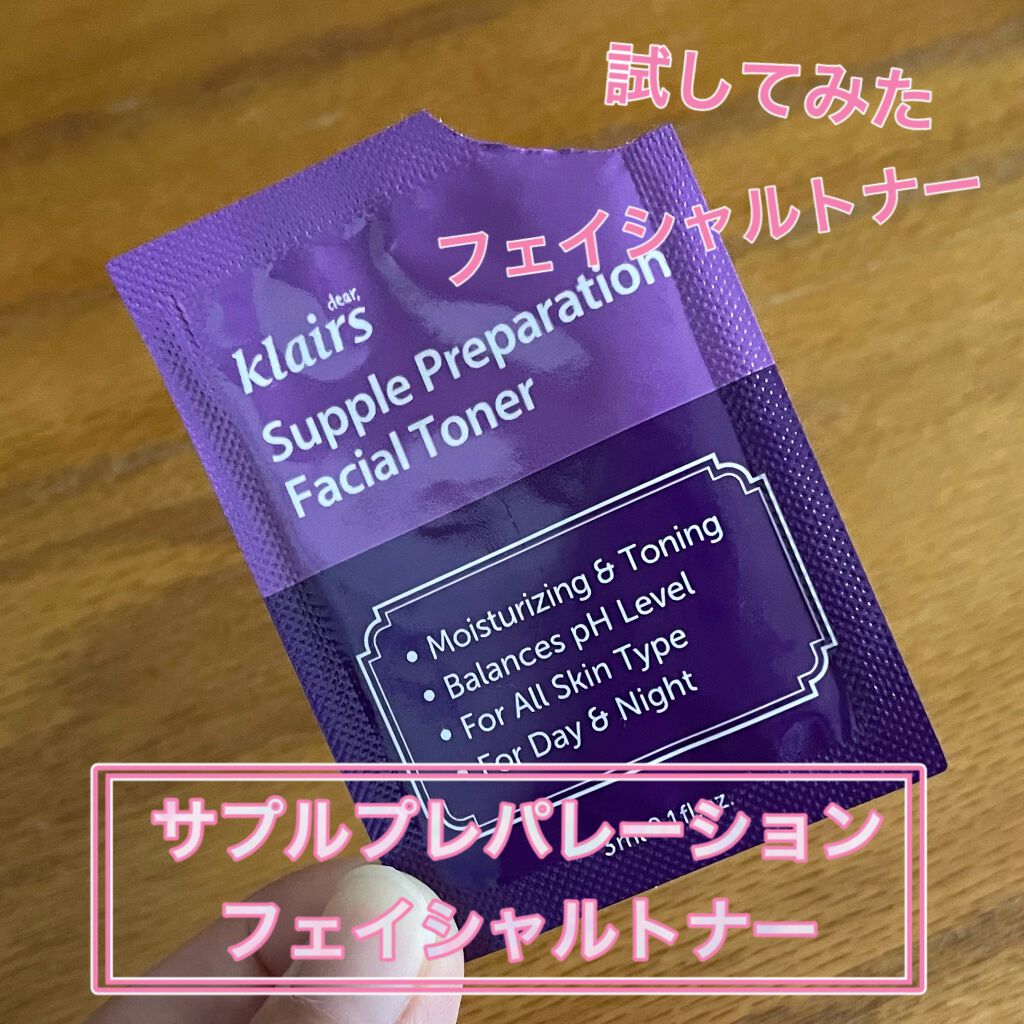 試してみた
フェイシャルトナー
dear,
klairs
Supple Preparation
Facial Toner
• Moisturizing & Toning
• Balances pH Level
• For All Skin Type
• For Day & Night
サプルプレパレーション
フェイシャルトナー